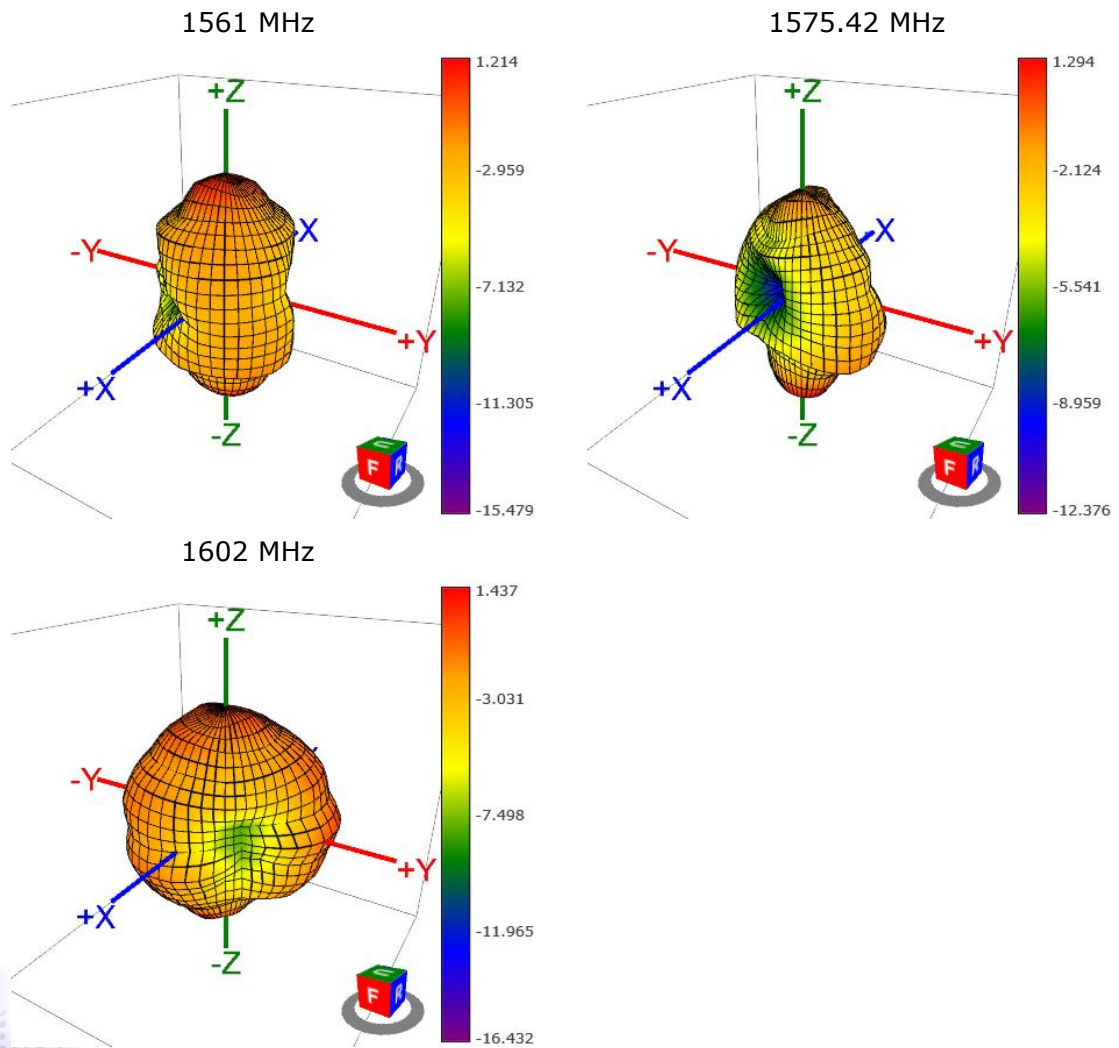 1561 MHz
1.214
-2.959
-7.132
-11.305
-15.479
+Z
-X
-Y
+Y
+X
-Z
F
R
1575.42 MHz
1.294
-2.124
-5.541
-8.959
-12.376
+Z
-X
-Y
+Y
+X
-Z
F
R
1602 MHz
1.437
-3.031
-7.498
-11.965
-16.432
+Z
-Y
+Y
+X
-Z
F
R